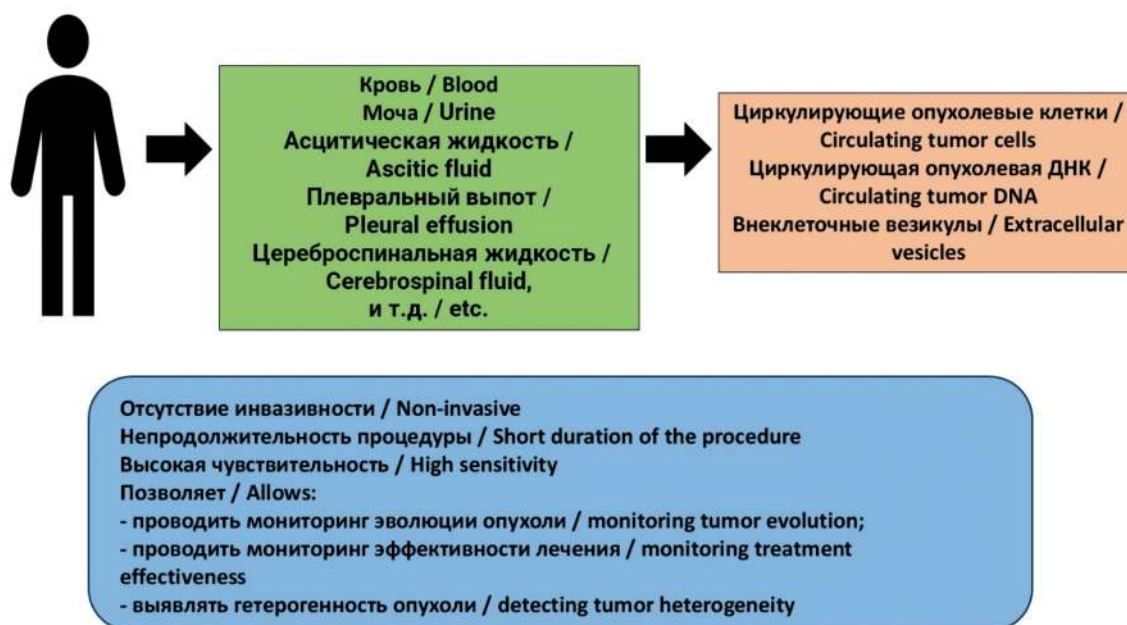 Кровь / Blood
Моча / Urine
Асцитическая жидкость /
Ascitic fluid
Плевральный выпот /
Pleural effusion
Цереброспинальная жидкость /
Cerebrospinal fluid,
и т.д. / etc.
Циркулирующие опухолевые клетки /
Circulating tumor cells
Циркулирующая опухолевая ДНК /
Circulating tumor DNA
Внеклеточные везикулы / Extracellular
vesicles
Отсутствие инвазивности / Non-invasive
Непродолжительность процедуры / Short duration of the procedure
Высокая чувствительность / High sensitivity
Позволяет / Allows:
- проводить мониторинг эволюции опухоли / monitoring tumor evolution;
- проводить мониторинг эффективности лечения / monitoring treatment
effectiveness
- выявлять гетерогенность опухоли / detecting tumor heterogeneity